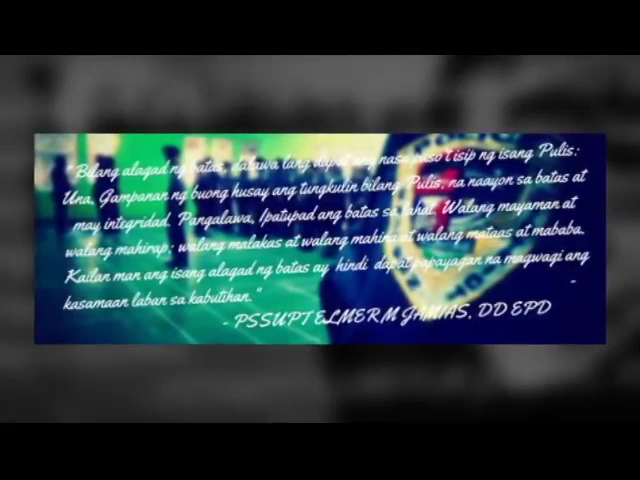 "Bilang alagad ng batas, dalawa lang dapat ang nasa puso't isip ng isang Pulis:
Una, Gampanan ng buong husay ang tungkulin bilang Pulis, na naayon sa batas at
may integridad. Pangalawa, Ipatupad ang batas sa lahat. Walang mayaman at
walang mahirap; walang malakas at walang mahina at walang mataas at mababa.
Kailan man ang isang alagad ng batas ay hindi dapat papayagan na magwagi ang
kasamaan laban sa kabutihan." -
- PSSUPT ELMER M JAMIAS, DD EPD